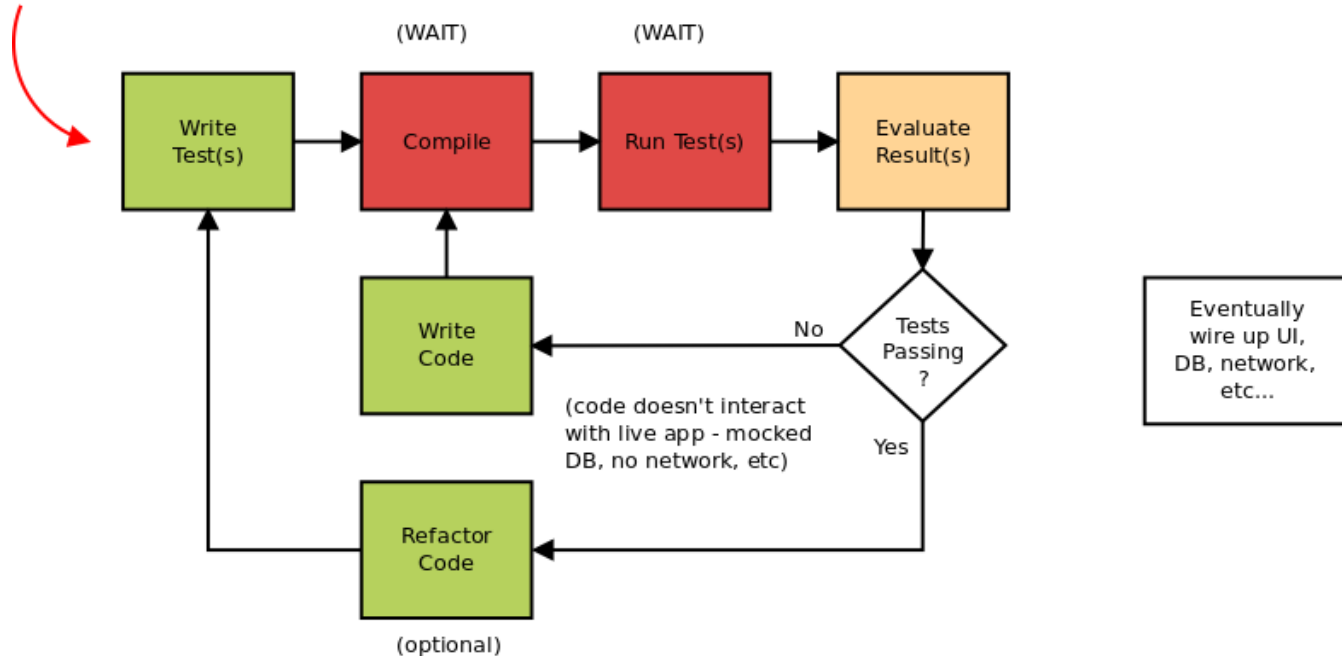 (WAIT)
(WAIT)
Write
Test(s)
Compile
Run Test(s)
Evaluate
Result(s)
Write
Code
No
Tests
Passing
?
Eventually
wire up UI,
DB, network,
etc...
(code doesn't interact
with live app - mocked
DB, no network, etc)
Yes
Refactor
Code
(optional)